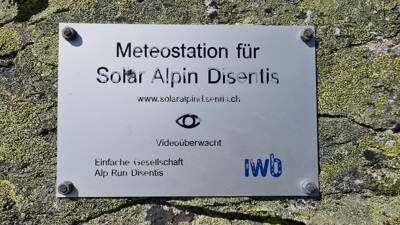 Meteostation für
Solar Alpin Disentis
www.solaralpindisentis.ch
Videoüberwacht
Einfache Gesellschaft
Alp Run Disentis
iwb